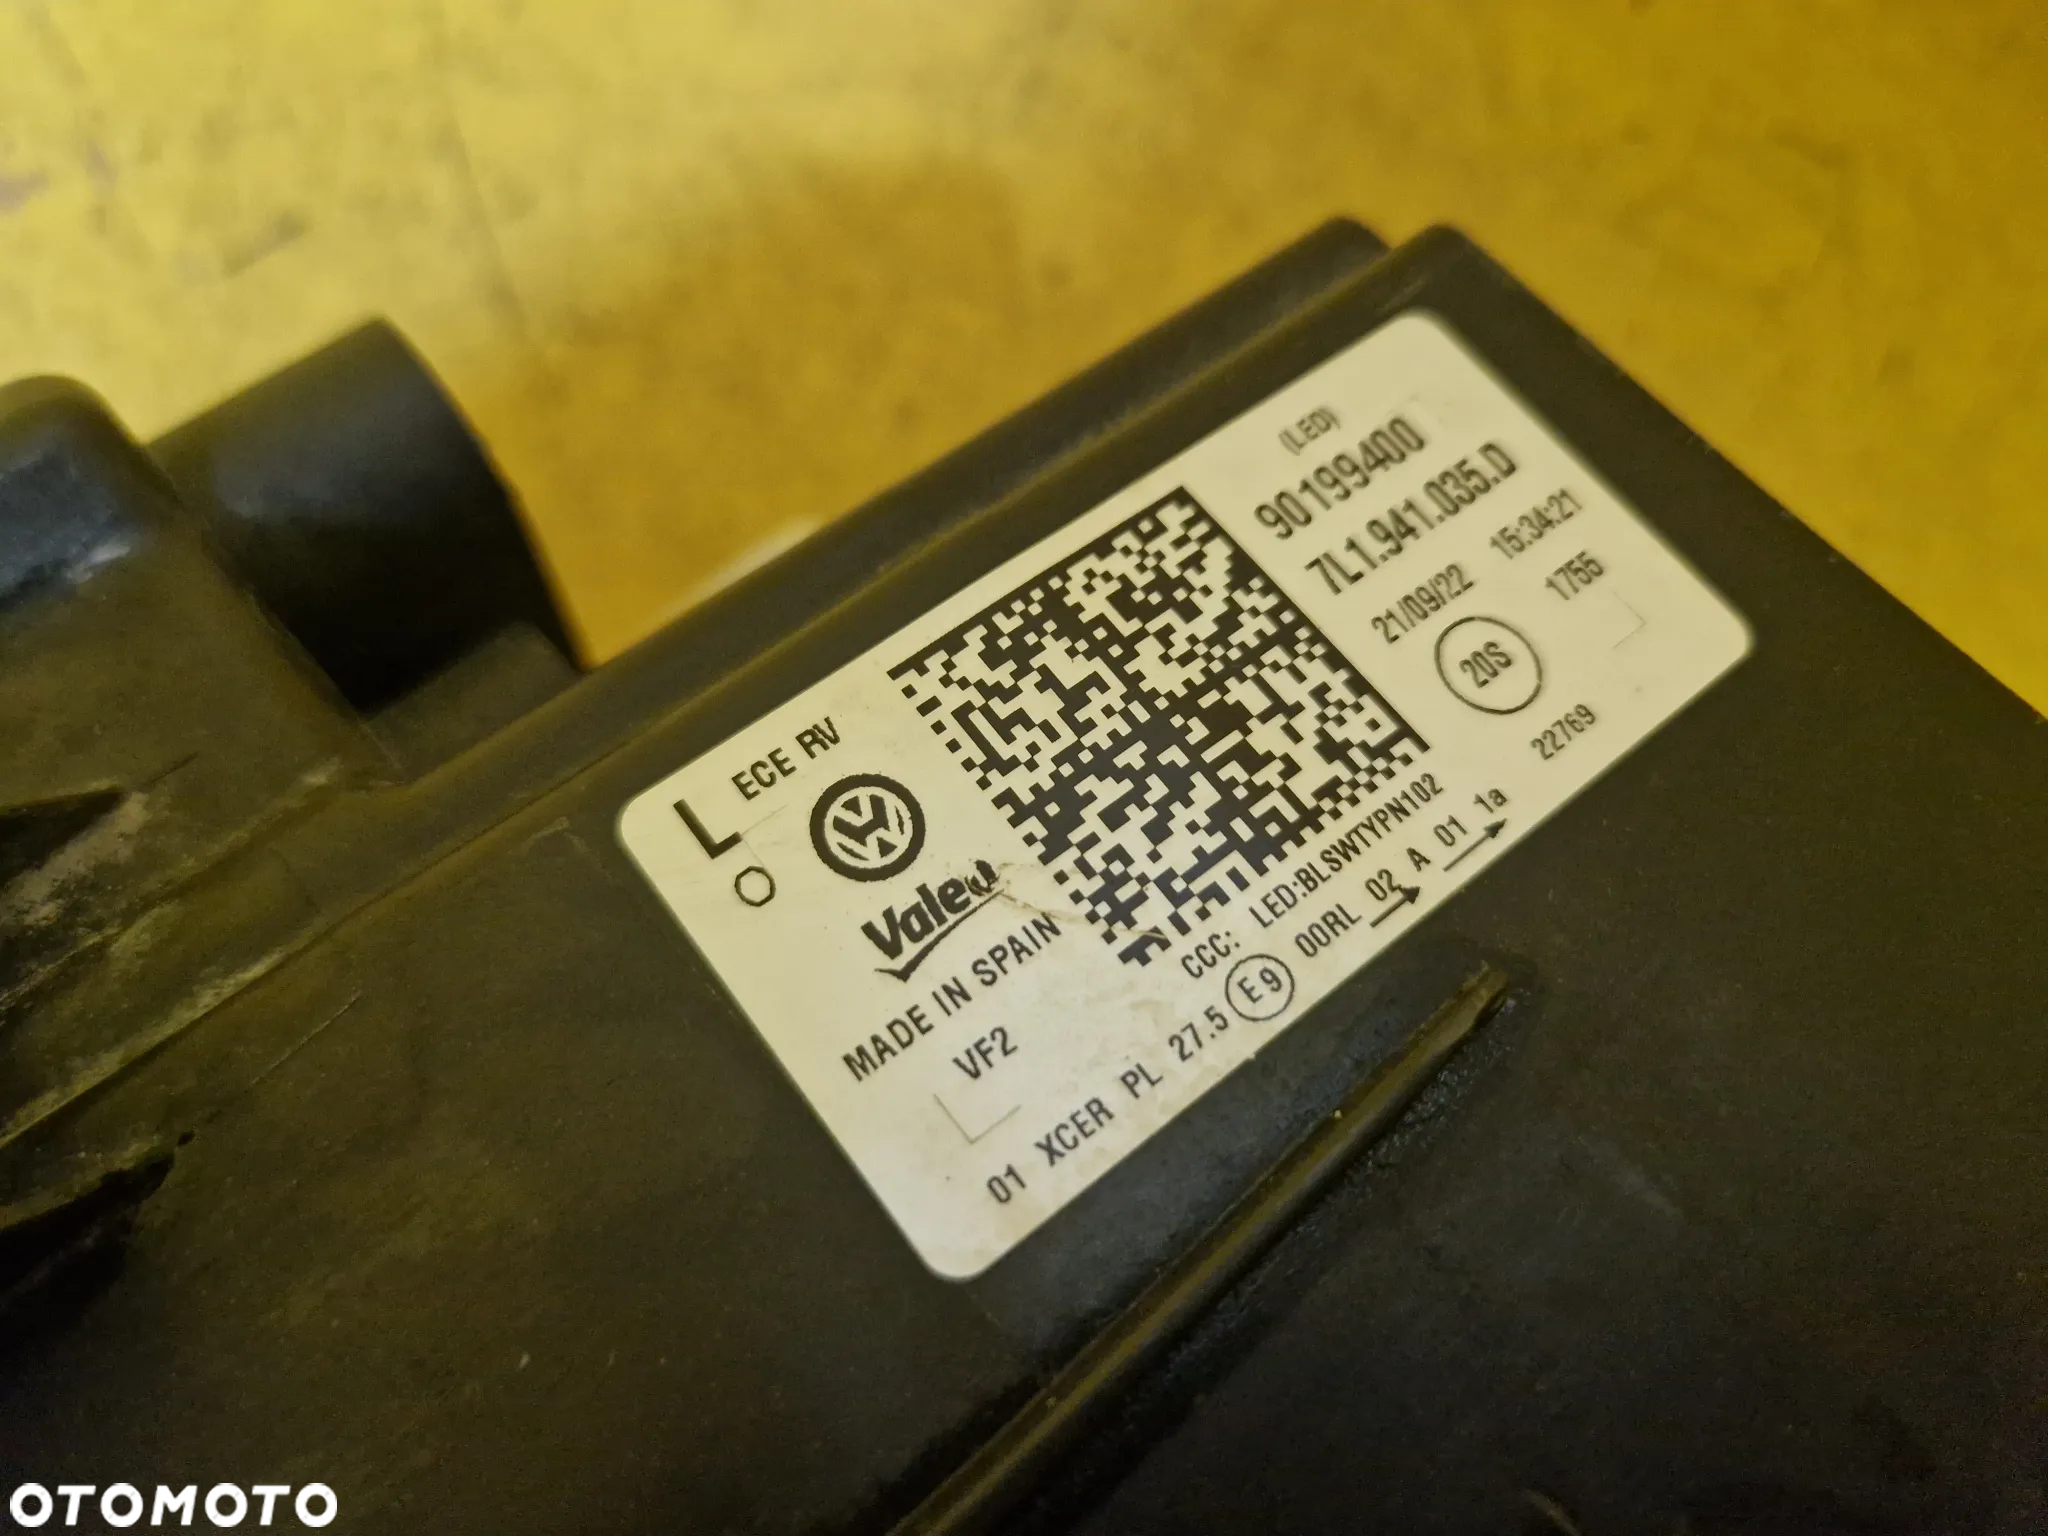 (LED)
90199400
7L1.941.035.D
21/09/22 15:34:21
20S 1755
22769
L ECE RV
Valeo
MADE IN SPAIN
VF2
CCC: LED:BLSWTYPN102
01 XCER PL 27.5 E9 00RL 02 A 01 1a
OTOMOTO